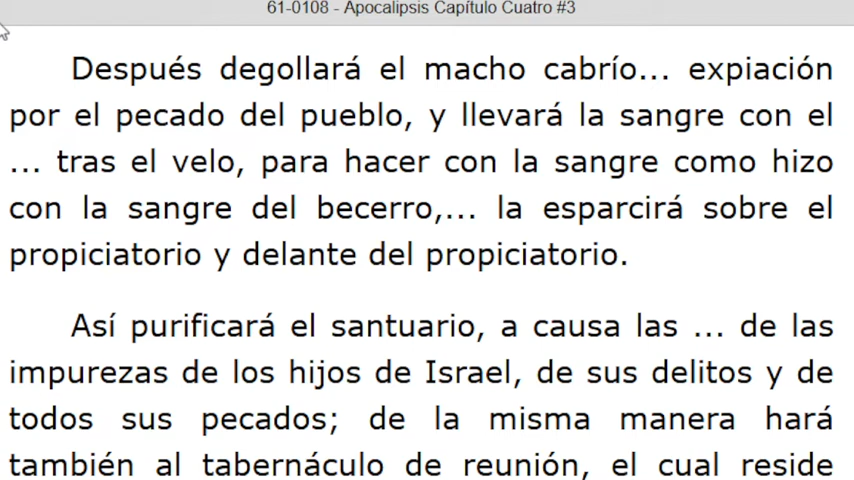 61-0108 - Apocalipsis Capítulo Cuatro #3
Después degollará el macho cabrío... expiación
por el pecado del pueblo, y llevará la sangre con el
... tras el velo, para hacer con la sangre como hizo
con la sangre del becerro,... la esparcirá sobre el
propiciatorio y delante del propiciatorio.
Así purificará el santuario, a causa las ... de las
impurezas de los hijos de Israel, de sus delitos y de
todos sus pecados; de la misma manera hará
también al tabernáculo de reunión, el cual reside